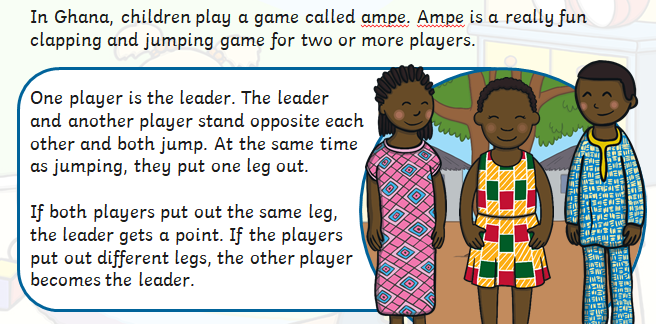 In Ghana, children play a game called ampe. Ampe is a really fun
clapping and jumping game for two or more players.
One player is the leader. The leader
and another player stand opposite each
other and both jump. At the same time
as jumping, they put one leg out.
If both players put out the same leg,
the leader gets a point. If the players
put out different legs, the other player
becomes the leader.